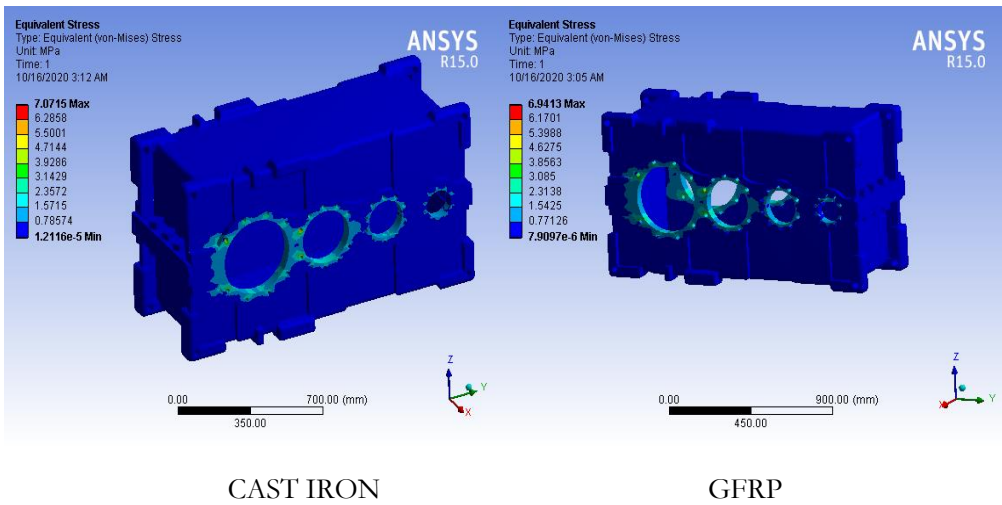 Equivalent Stress
Type: Equivalent (von-Mises) Stress
Unit: MPa
Time: 1
10/16/2020 3:12 AM
ANSYS
R15.0
7.0715 Max
6.2858
5.5001
4.7144
3.9286
3.1429
2.3572
1.5715
0.78574
1.2116e-5 Min
0.00
700.00 (mm)
350.00
Z
Y
X
Equivalent Stress
Type: Equivalent (von-Mises) Stress
Unit: MPa
Time: 1
10/16/2020 3:05 AM
ANSYS
R15.0
6.9413 Max
6.1701
5.3988
4.6275
3.8563
3.085
2.3138
1.5425
0.77126
7.9097e-6 Min
0.00
900.00 (mm)
450.00
Z
X
Y
CAST IRON
GFRP